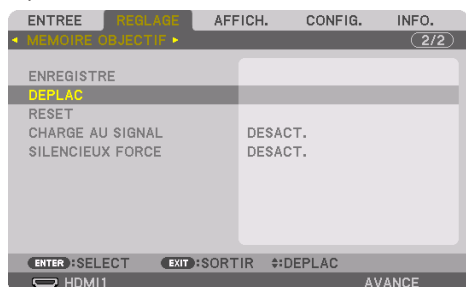 ENTREE REGLAGE AFFICH. CONFIG. INFO.
MEMOIRE OBJECTIF 2/2
ENREGISTRE
DEPLAC
RESET
CHARGE AU SIGNAL DESACT.
SILENCIEUX FORCE DESACT.
ENTER :SELECT EXIT :SORTIR :DEPLAC
HDMI1 AVANCE